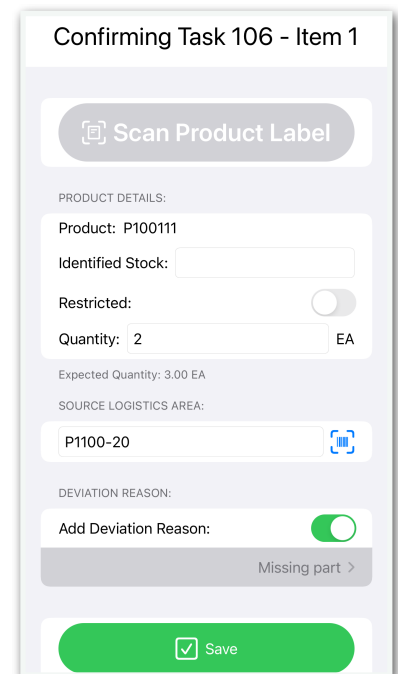 Confirming Task 106 - Item 1
Scan Product Label
PRODUCT DETAILS:
Product: P100111
Identified Stock:
Restricted:
Quantity: 2 EA
Expected Quantity: 3.00 EA
SOURCE LOGISTICS AREA:
P1100-20
DEVIATION REASON:
Add Deviation Reason:
Missing part
Save